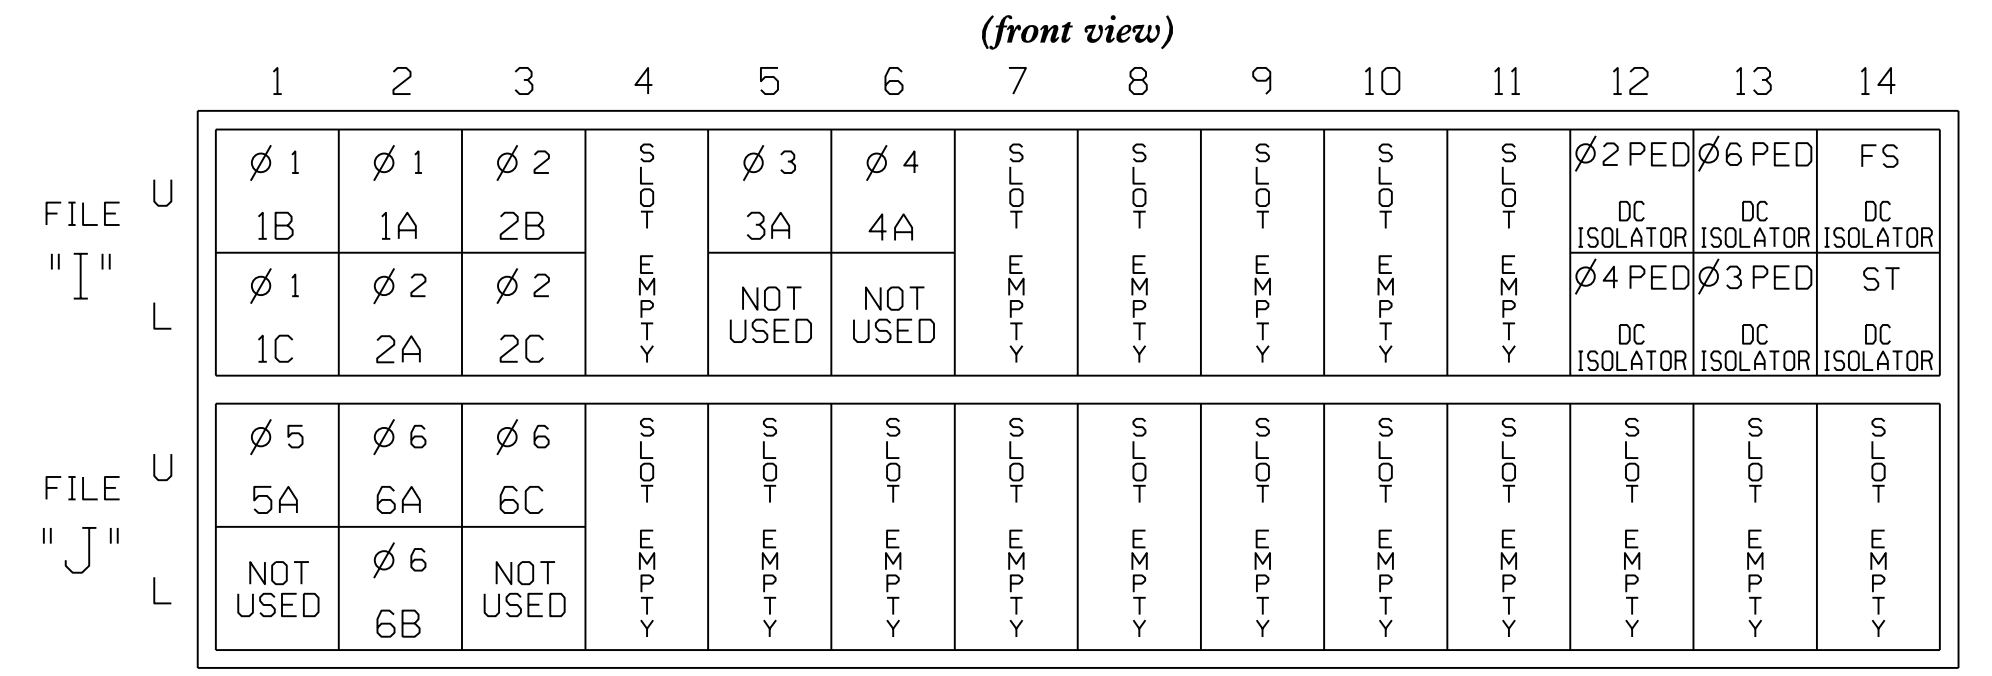 (front view)
1 2 3 4 5 6 7 8 9 10 11 12 13 14
FILE "I"
U
Ø 1 1B
Ø 1 1A
Ø 2 2B
SLOT EMPTY
Ø 3 3A
Ø 4 4A
SLOT EMPTY
SLOT EMPTY
SLOT EMPTY
SLOT EMPTY
SLOT EMPTY
Ø2 PED DC ISOLATOR
Ø6 PED DC ISOLATOR
FS DC ISOLATOR
L
Ø 1 1C
Ø 2 2A
Ø 2 2C
NOT USED
NOT USED
Ø4 PED DC ISOLATOR
Ø3 PED DC ISOLATOR
ST DC ISOLATOR
FILE "J"
U
Ø 5 5A
Ø 6 6A
Ø 6 6C
SLOT EMPTY
SLOT EMPTY
SLOT EMPTY
SLOT EMPTY
SLOT EMPTY
SLOT EMPTY
SLOT EMPTY
SLOT EMPTY
SLOT EMPTY
SLOT EMPTY
SLOT EMPTY
L
NOT USED
Ø 6 6B
NOT USED